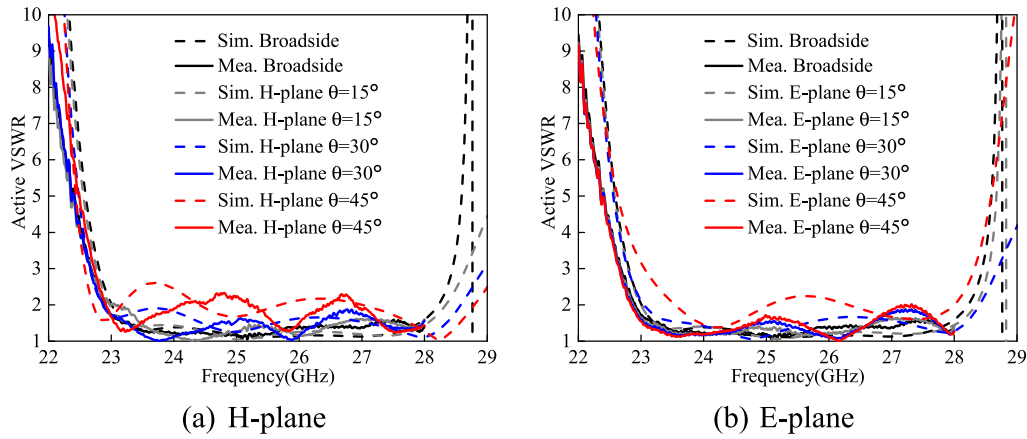 10
9
8
7
6
5
4
3
2
1
Active VSWR
Sim. Broadside
Mea. Broadside
Sim. H-plane θ=15°
Mea. H-plane θ=15°
Sim. H-plane θ=30°
Mea. H-plane θ=30°
Sim. H-plane θ=45°
Mea. H-plane θ=45°
22 23 24 25 26 27 28 29
Frequency(GHz)
(a) H-plane
10
9
8
7
6
5
4
3
2
1
Active VSWR
Sim. Broadside
Mea. Broadside
Sim. E-plane θ=15°
Mea. E-plane θ=15°
Sim. E-plane θ=30°
Mea. E-plane θ=30°
Sim. E-plane θ=45°
Mea. E-plane θ=45°
22 23 24 25 26 27 28 29
Frequency(GHz)
(b) E-plane